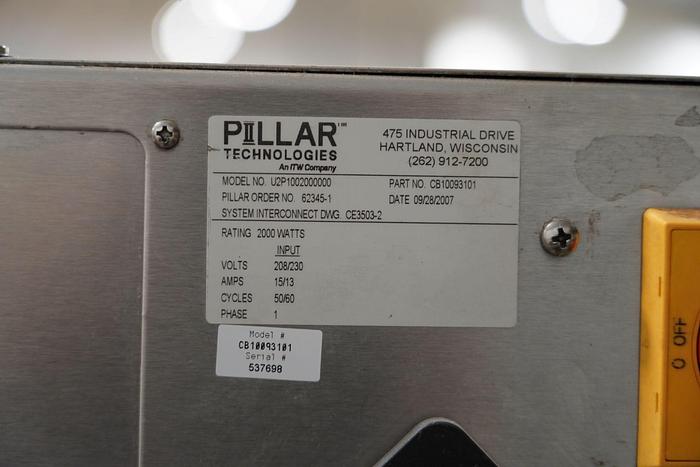 PILLAR™
TECHNOLOGIES
An ITW Company
475 INDUSTRIAL DRIVE
HARTLAND, WISCONSIN
(262) 912-7200
MODEL NO. U2P1002000000 PART NO. CB10093101
PILLAR ORDER NO. 62345-1 DATE 09/28/2007
SYSTEM INTERCONNECT DWG. CE3503-2
RATING 2000 WATTS
INPUT
VOLTS 208/230
AMPS 15/13
CYCLES 50/60
PHASE 1
Model #
CB10093101
Serial #
537698
O OFF